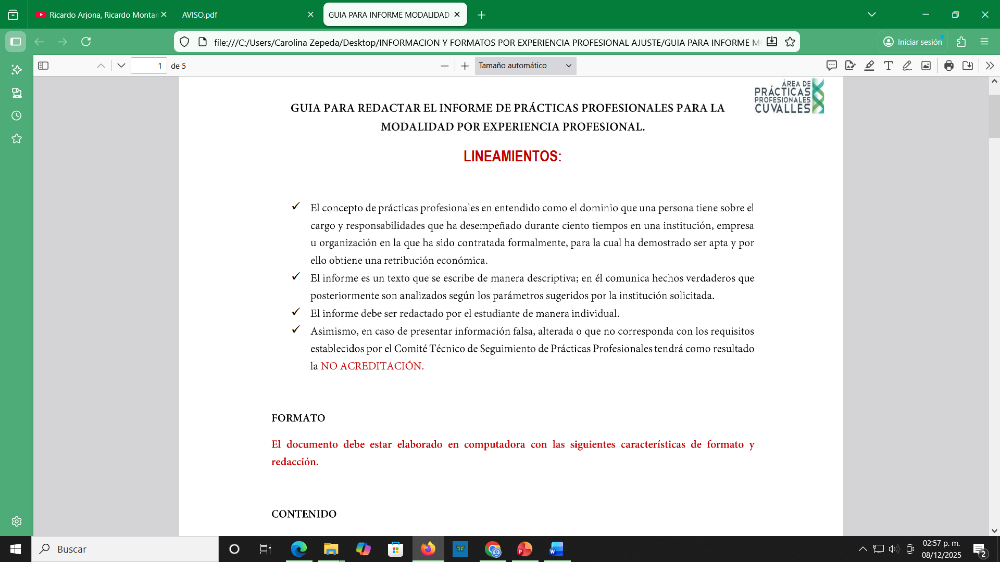 Ricardo Arjona, Ricardo Montan
AVISO.pdf
GUIA PARA INFORME MODALIDAD
file:///C:/Users/Carolina Zepeda/Desktop/INFORMACION Y FORMATOS POR EXPERIENCIA PROFESIONAL AJUSTE/GUIA PARA INFORME M
Iniciar sesión
1 de 5
Tamaño automático
ÁREA DE
PRÁCTICAS
PROFESIONALES
CUVALLES
GUIA PARA REDACTAR EL INFORME DE PRÁCTICAS PROFESIONALES PARA LA
MODALIDAD POR EXPERIENCIA PROFESIONAL.
LINEAMIENTOS:
✓ El concepto de prácticas profesionales en entendido como el dominio que una persona tiene sobre el
cargo y responsabilidades que ha desempeñado durante ciento tiempos en una institución, empresa
u organización en la que ha sido contratada formalmente, para la cual ha demostrado ser apta y por
ello obtiene una retribución económica.
✓ El informe es un texto que se escribe de manera descriptiva; en él comunica hechos verdaderos que
posteriormente son analizados según los parámetros sugeridos por la institución solicitada.
✓ El informe debe ser redactado por el estudiante de manera individual.
✓ Asimismo, en caso de presentar información falsa, alterada o que no corresponda con los requisitos
establecidos por el Comité Técnico de Seguimiento de Prácticas Profesionales tendrá como resultado
la NO ACREDITACIÓN.
FORMATO
El documento debe estar elaborado en computadora con las siguientes características de formato y
redacción.
CONTENIDO
Buscar
02:57 p. m.
08/12/2025
2